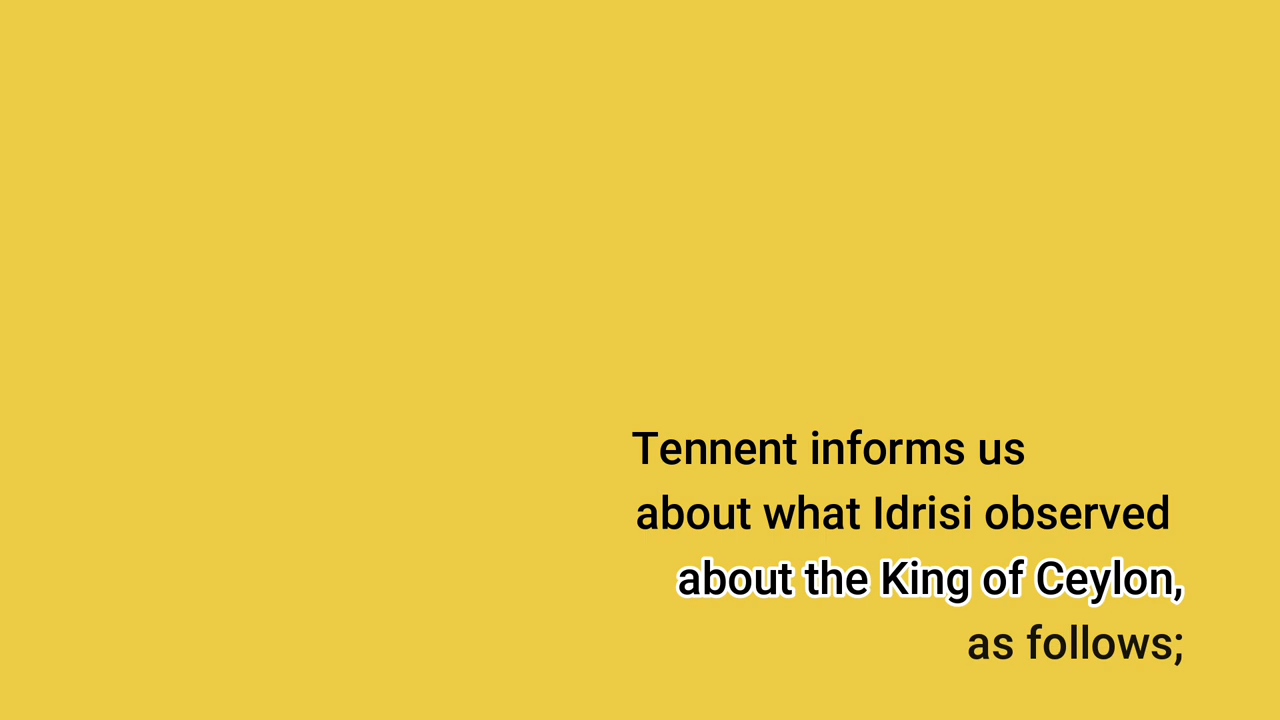 Tennent informs us
about what Idrisi observed
about the King of Ceylon,
as follows;